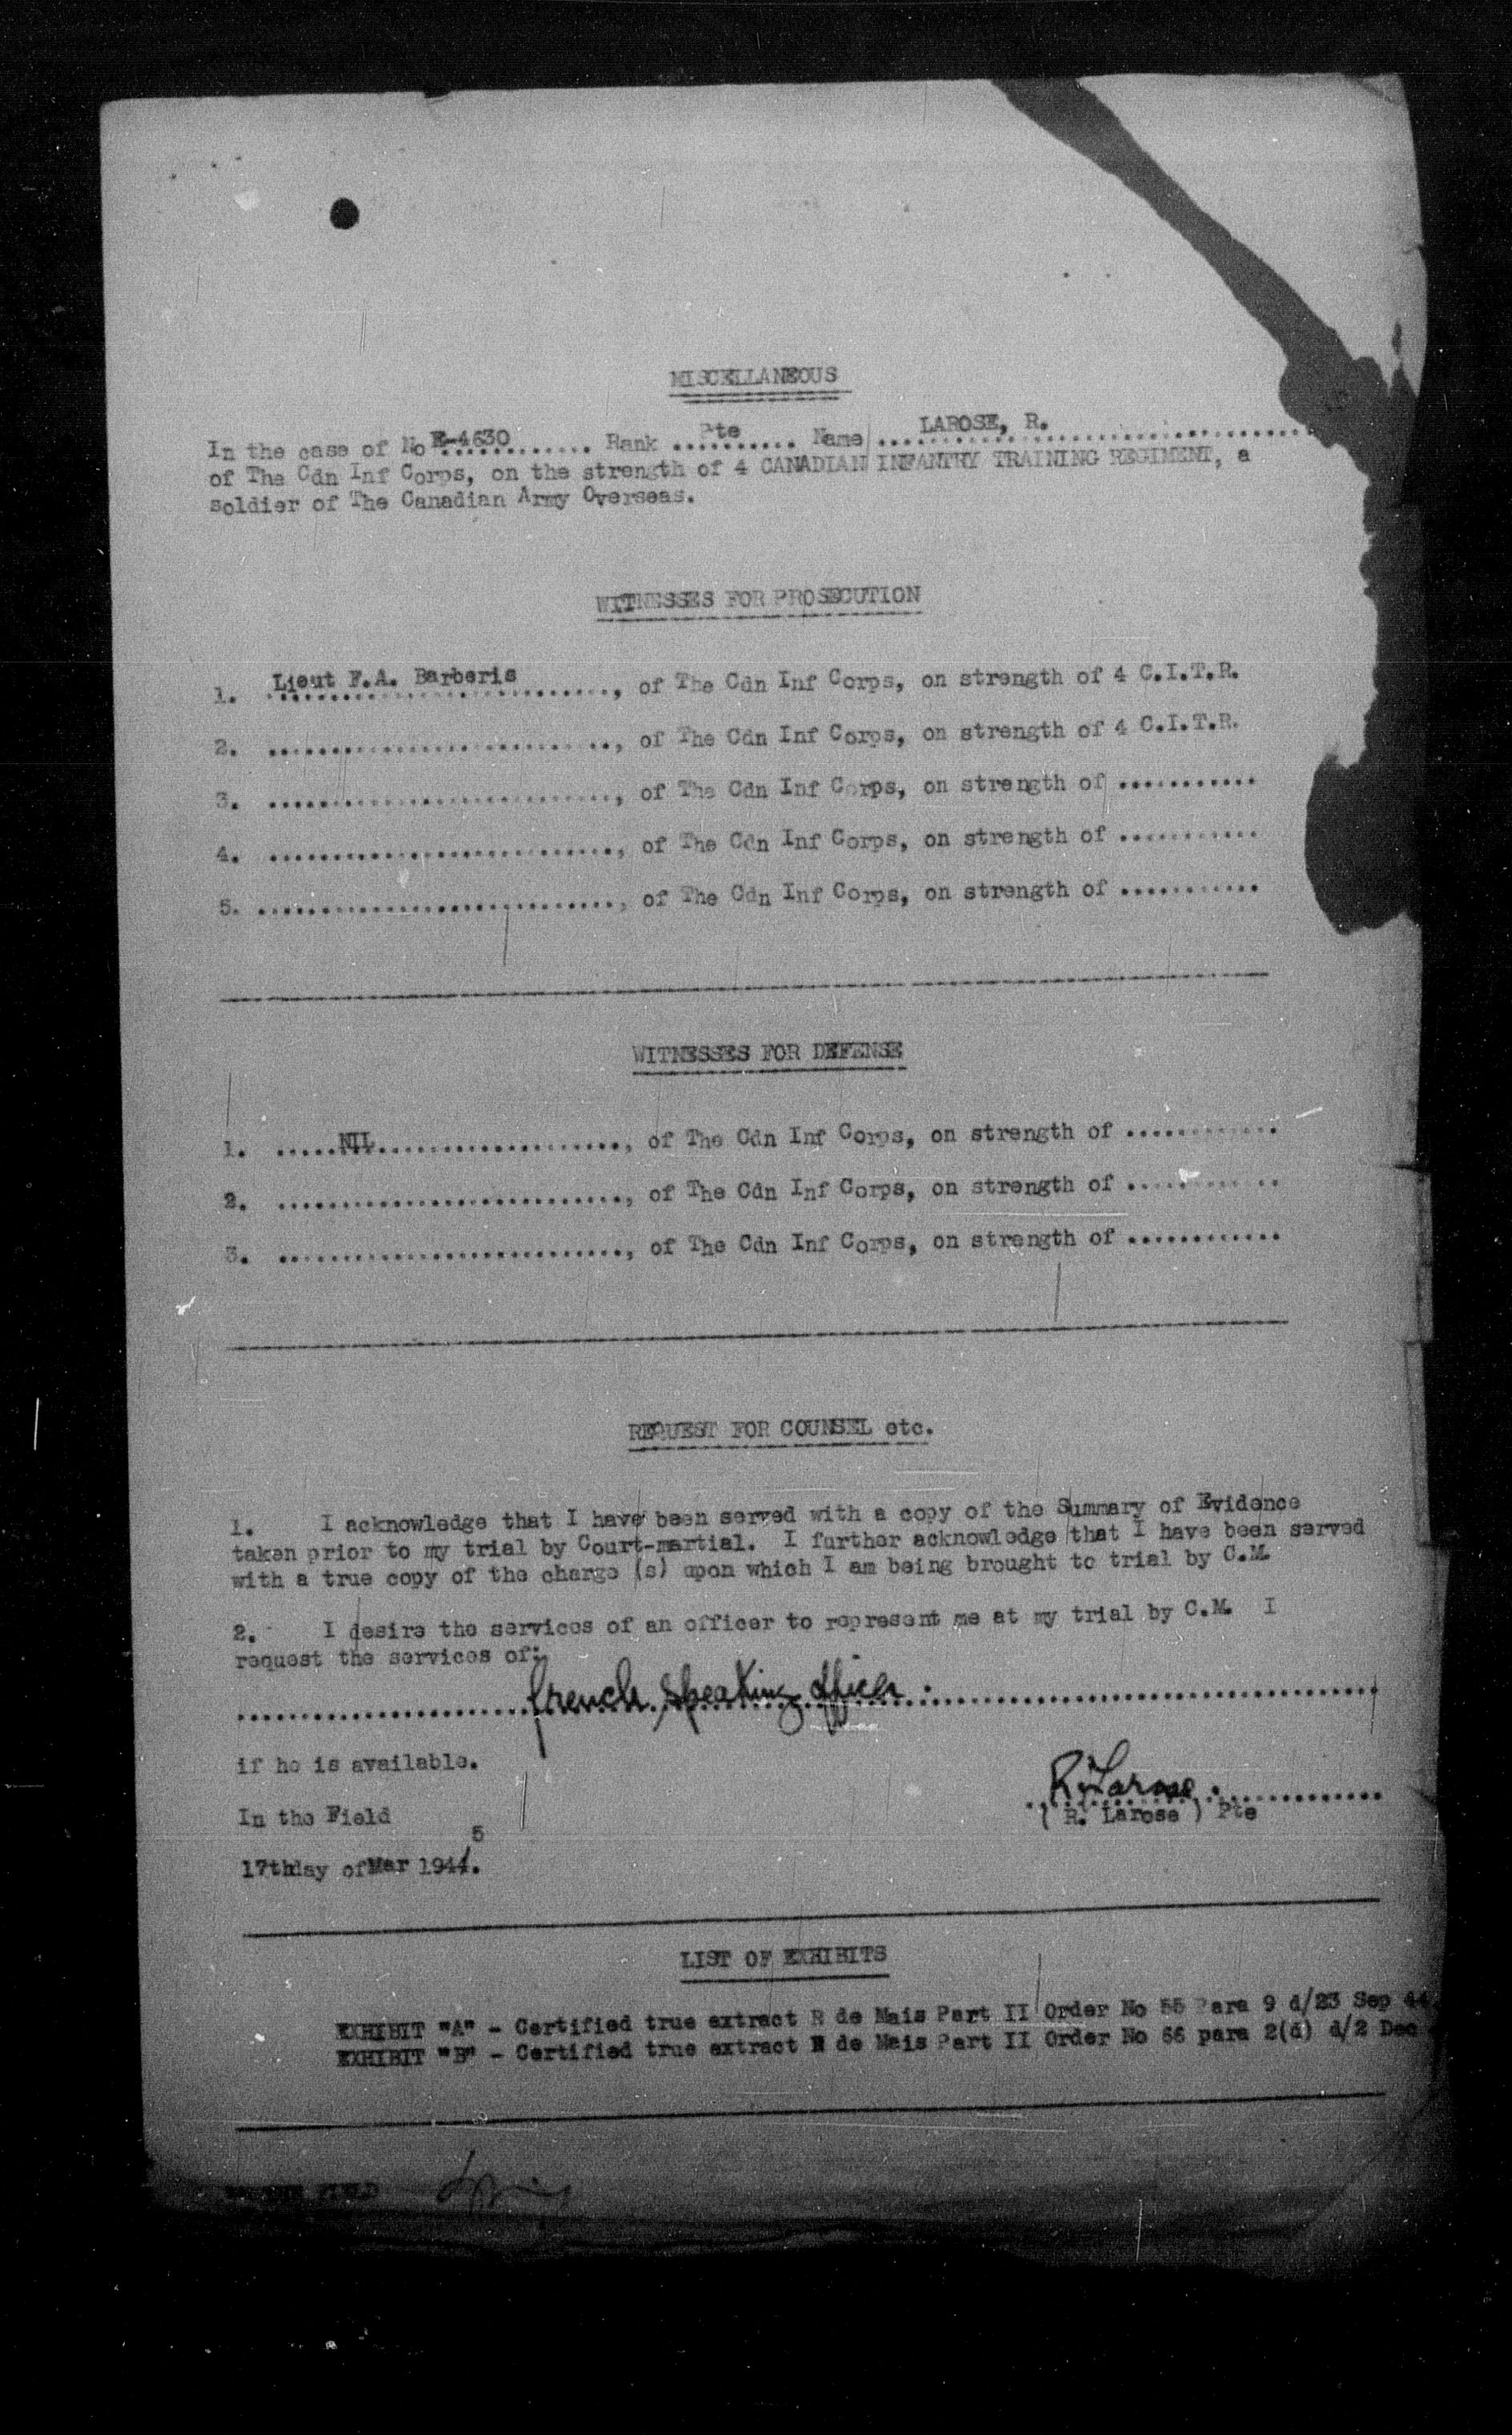 MISCELLANEOUS
In the case of No E-4630............ Rank ....Pte...... Name ....LAROSE, R..............................
of The Cdn Inf Corps, on the strength of 4 CANADIAN INFANTRY TRAINING REGIMENT, a
soldier of The Canadian Army Overseas.
WITNESSES FOR PROSECUTION
1. Lieut F.A. Barberis ............................, of The Cdn Inf Corps, on strength of 4 C.I.T.R.
2. ............................, of The Cdn Inf Corps, on strength of 4 C.I.T.R.
3. ............................, of The Cdn Inf Corps, on strength of ...........
4. ............................, of The Cdn Inf Corps, on strength of ...........
5. ............................, of The Cdn Inf Corps, on strength of ...........
WITNESSES FOR DEFENSE
1. .....NIL....................., of The Cdn Inf Corps, on strength of ............
2. ............................, of The Cdn Inf Corps, on strength of ............
3. ............................, of The Cdn Inf Corps, on strength of ............
REQUEST FOR COUNSEL etc.
1. I acknowledge that I have been served with a copy of the Summary of Evidence
taken prior to my trial by Court-martial. I further acknowledge that I have been served
with a true copy of the charge (s) upon which I am being brought to trial by C.M.
2. I desire the services of an officer to represent me at my trial by C.M. I
request the services of:
french speaking officer.
if he is available.
R. Larose
In the Field
( R. Larose ) Pte
5
17thday ofMar 1944.
LIST OF EXHIBITS
EXHIBIT "A" - Certified true extract R de Mais Part II Order No 55 Para 9 d/23 Sep 44
EXHIBIT "B" - Certified true extract R de Mais Part II Order No 66 para 2(d) d/2 Dec
FIELD